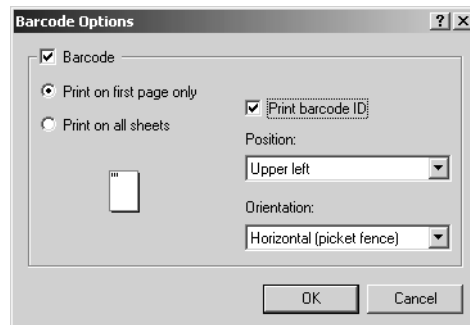 Barcode Options
Barcode
Print on first page only
Print on all sheets
Print barcode ID
Position:
Upper left
Orientation:
Horizontal (picket fence)
OK
Cancel